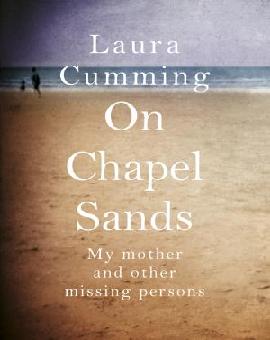 Laura
Cumming
On
Chapel
Sands
My mother
and other
missing persons